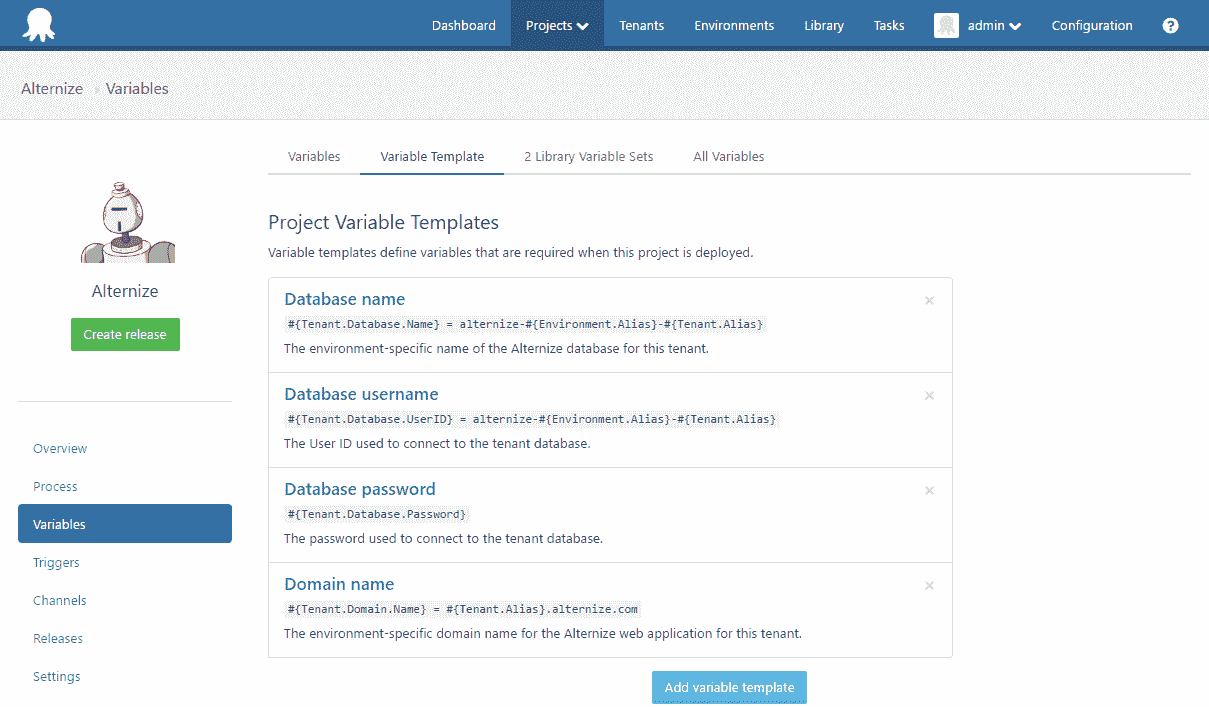 Dashboard Projects Tenants Environments Library Tasks admin Configuration ?
Alternize Variables
Variables Variable Template 2 Library Variable Sets All Variables
Alternize
Create release
Overview
Process
Variables
Triggers
Channels
Releases
Settings
Project Variable Templates
Variable templates define variables that are required when this project is deployed.
Database name
#{Tenant.Database.Name} = alternize-#{Environment.Alias}-#{Tenant.Alias}
The environment-specific name of the Alternize database for this tenant.
Database username
#{Tenant.Database.UserID} = alternize-#{Environment.Alias}-#{Tenant.Alias}
The User ID used to connect to the tenant database.
Database password
#{Tenant.Database.Password}
The password used to connect to the tenant database.
Domain name
#{Tenant.Domain.Name} = #{Tenant.Alias}.alternize.com
The environment-specific domain name for the Alternize web application for this tenant.
Add variable template